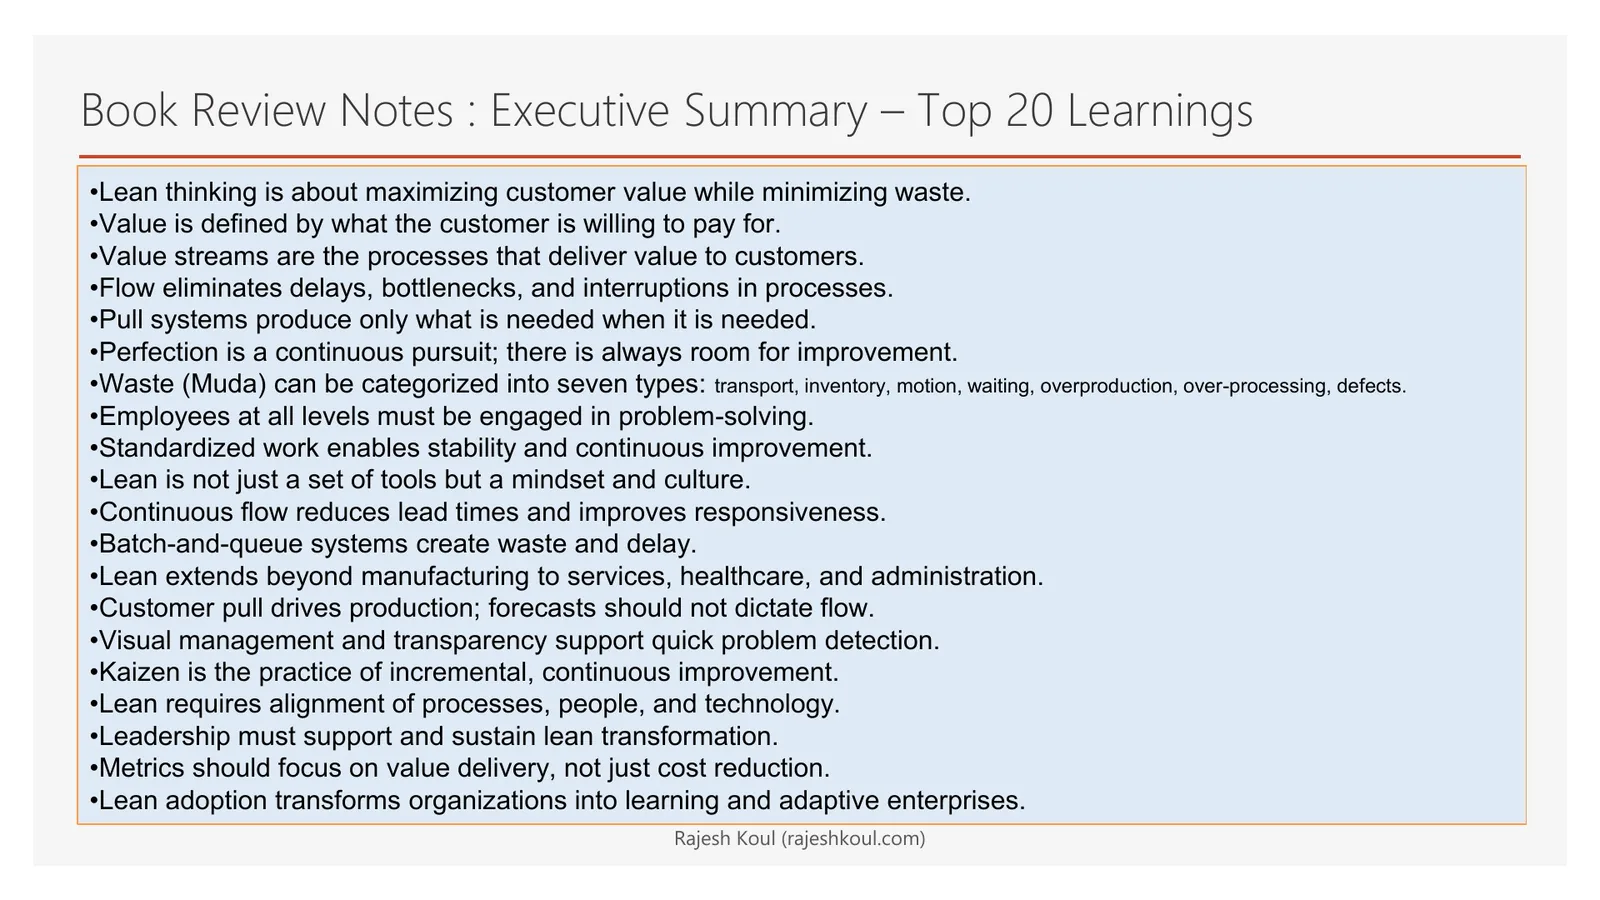 Book Review Notes : Executive Summary – Top 20 Learnings
•Lean thinking is about maximizing customer value while minimizing waste.
•Value is defined by what the customer is willing to pay for.
•Value streams are the processes that deliver value to customers.
•Flow eliminates delays, bottlenecks, and interruptions in processes.
•Pull systems produce only what is needed when it is needed.
•Perfection is a continuous pursuit; there is always room for improvement.
•Waste (Muda) can be categorized into seven types: transport, inventory, motion, waiting, overproduction, over-processing, defects.
•Employees at all levels must be engaged in problem-solving.
•Standardized work enables stability and continuous improvement.
•Lean is not just a set of tools but a mindset and culture.
•Continuous flow reduces lead times and improves responsiveness.
•Batch-and-queue systems create waste and delay.
•Lean extends beyond manufacturing to services, healthcare, and administration.
•Customer pull drives production; forecasts should not dictate flow.
•Visual management and transparency support quick problem detection.
•Kaizen is the practice of incremental, continuous improvement.
•Lean requires alignment of processes, people, and technology.
•Leadership must support and sustain lean transformation.
•Metrics should focus on value delivery, not just cost reduction.
•Lean adoption transforms organizations into learning and adaptive enterprises.
Rajesh Koul (rajeshkoul.com)